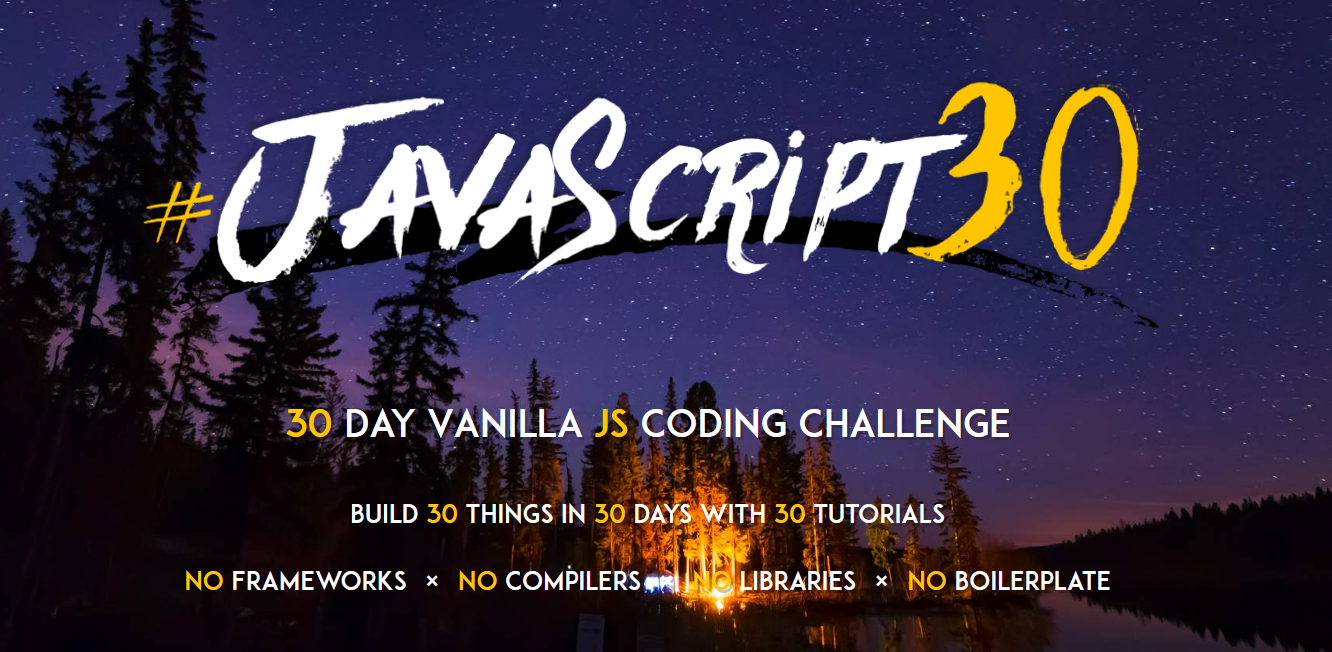 #JavaScript30
30 DAY VANILLA JS CODING CHALLENGE
BUILD 30 THINGS IN 30 DAYS WITH 30 TUTORIALS
NO FRAMEWORKS × NO COMPILERS × NO LIBRARIES × NO BOILERPLATE